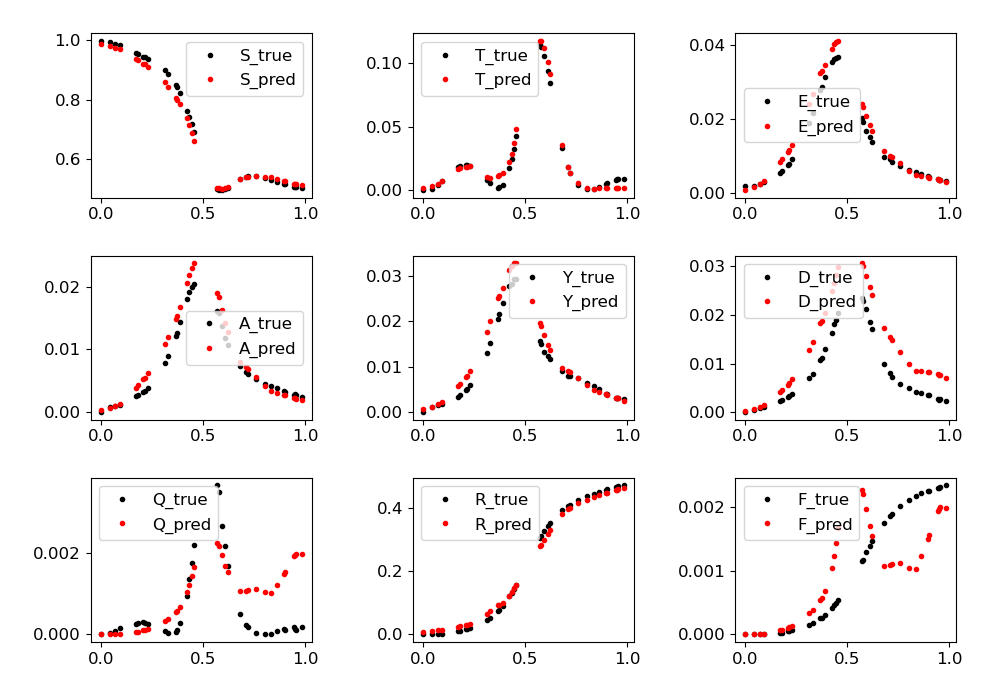 1.0
0.8
0.6
0.0 0.5 1.0
S_true
S_pred
0.10
0.05
0.00
0.0 0.5 1.0
T_true
T_pred
0.04
0.02
0.00
0.0 0.5 1.0
E_true
E_pred
0.02
0.01
0.00
0.0 0.5 1.0
A_true
A_pred
0.03
0.02
0.01
0.00
0.0 0.5 1.0
Y_true
Y_pred
0.03
0.02
0.01
0.00
0.0 0.5 1.0
D_true
D_pred
0.002
0.000
0.0 0.5 1.0
Q_true
Q_pred
0.4
0.2
0.0
0.0 0.5 1.0
R_true
R_pred
0.002
0.001
0.000
0.0 0.5 1.0
F_true
F_pred